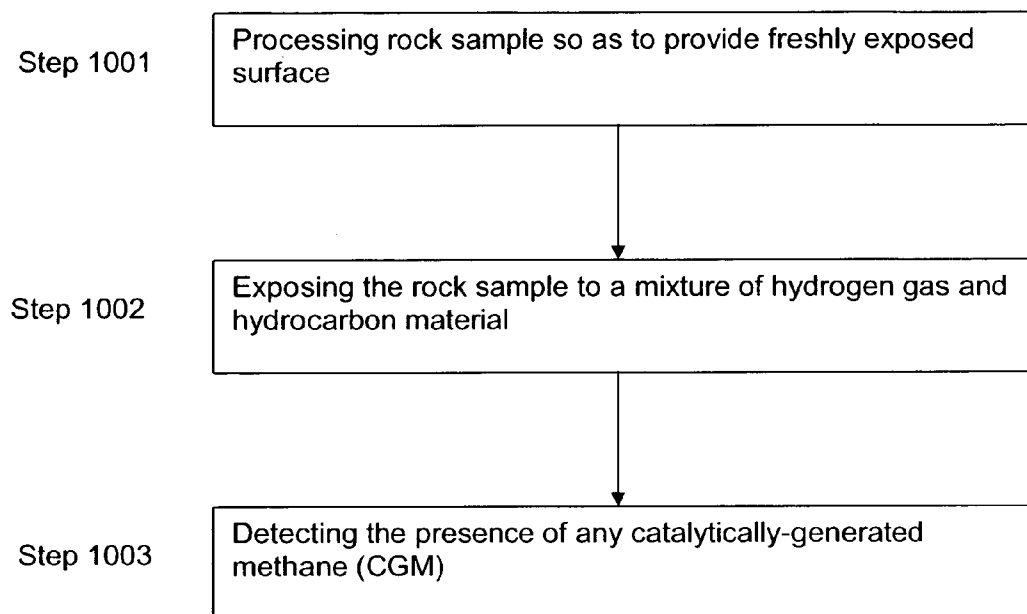 Step 1001
Processing rock sample so as to provide freshly exposed
surface
Step 1002
Exposing the rock sample to a mixture of hydrogen gas and
hydrocarbon material
Step 1003
Detecting the presence of any catalytically-generated
methane (CGM)